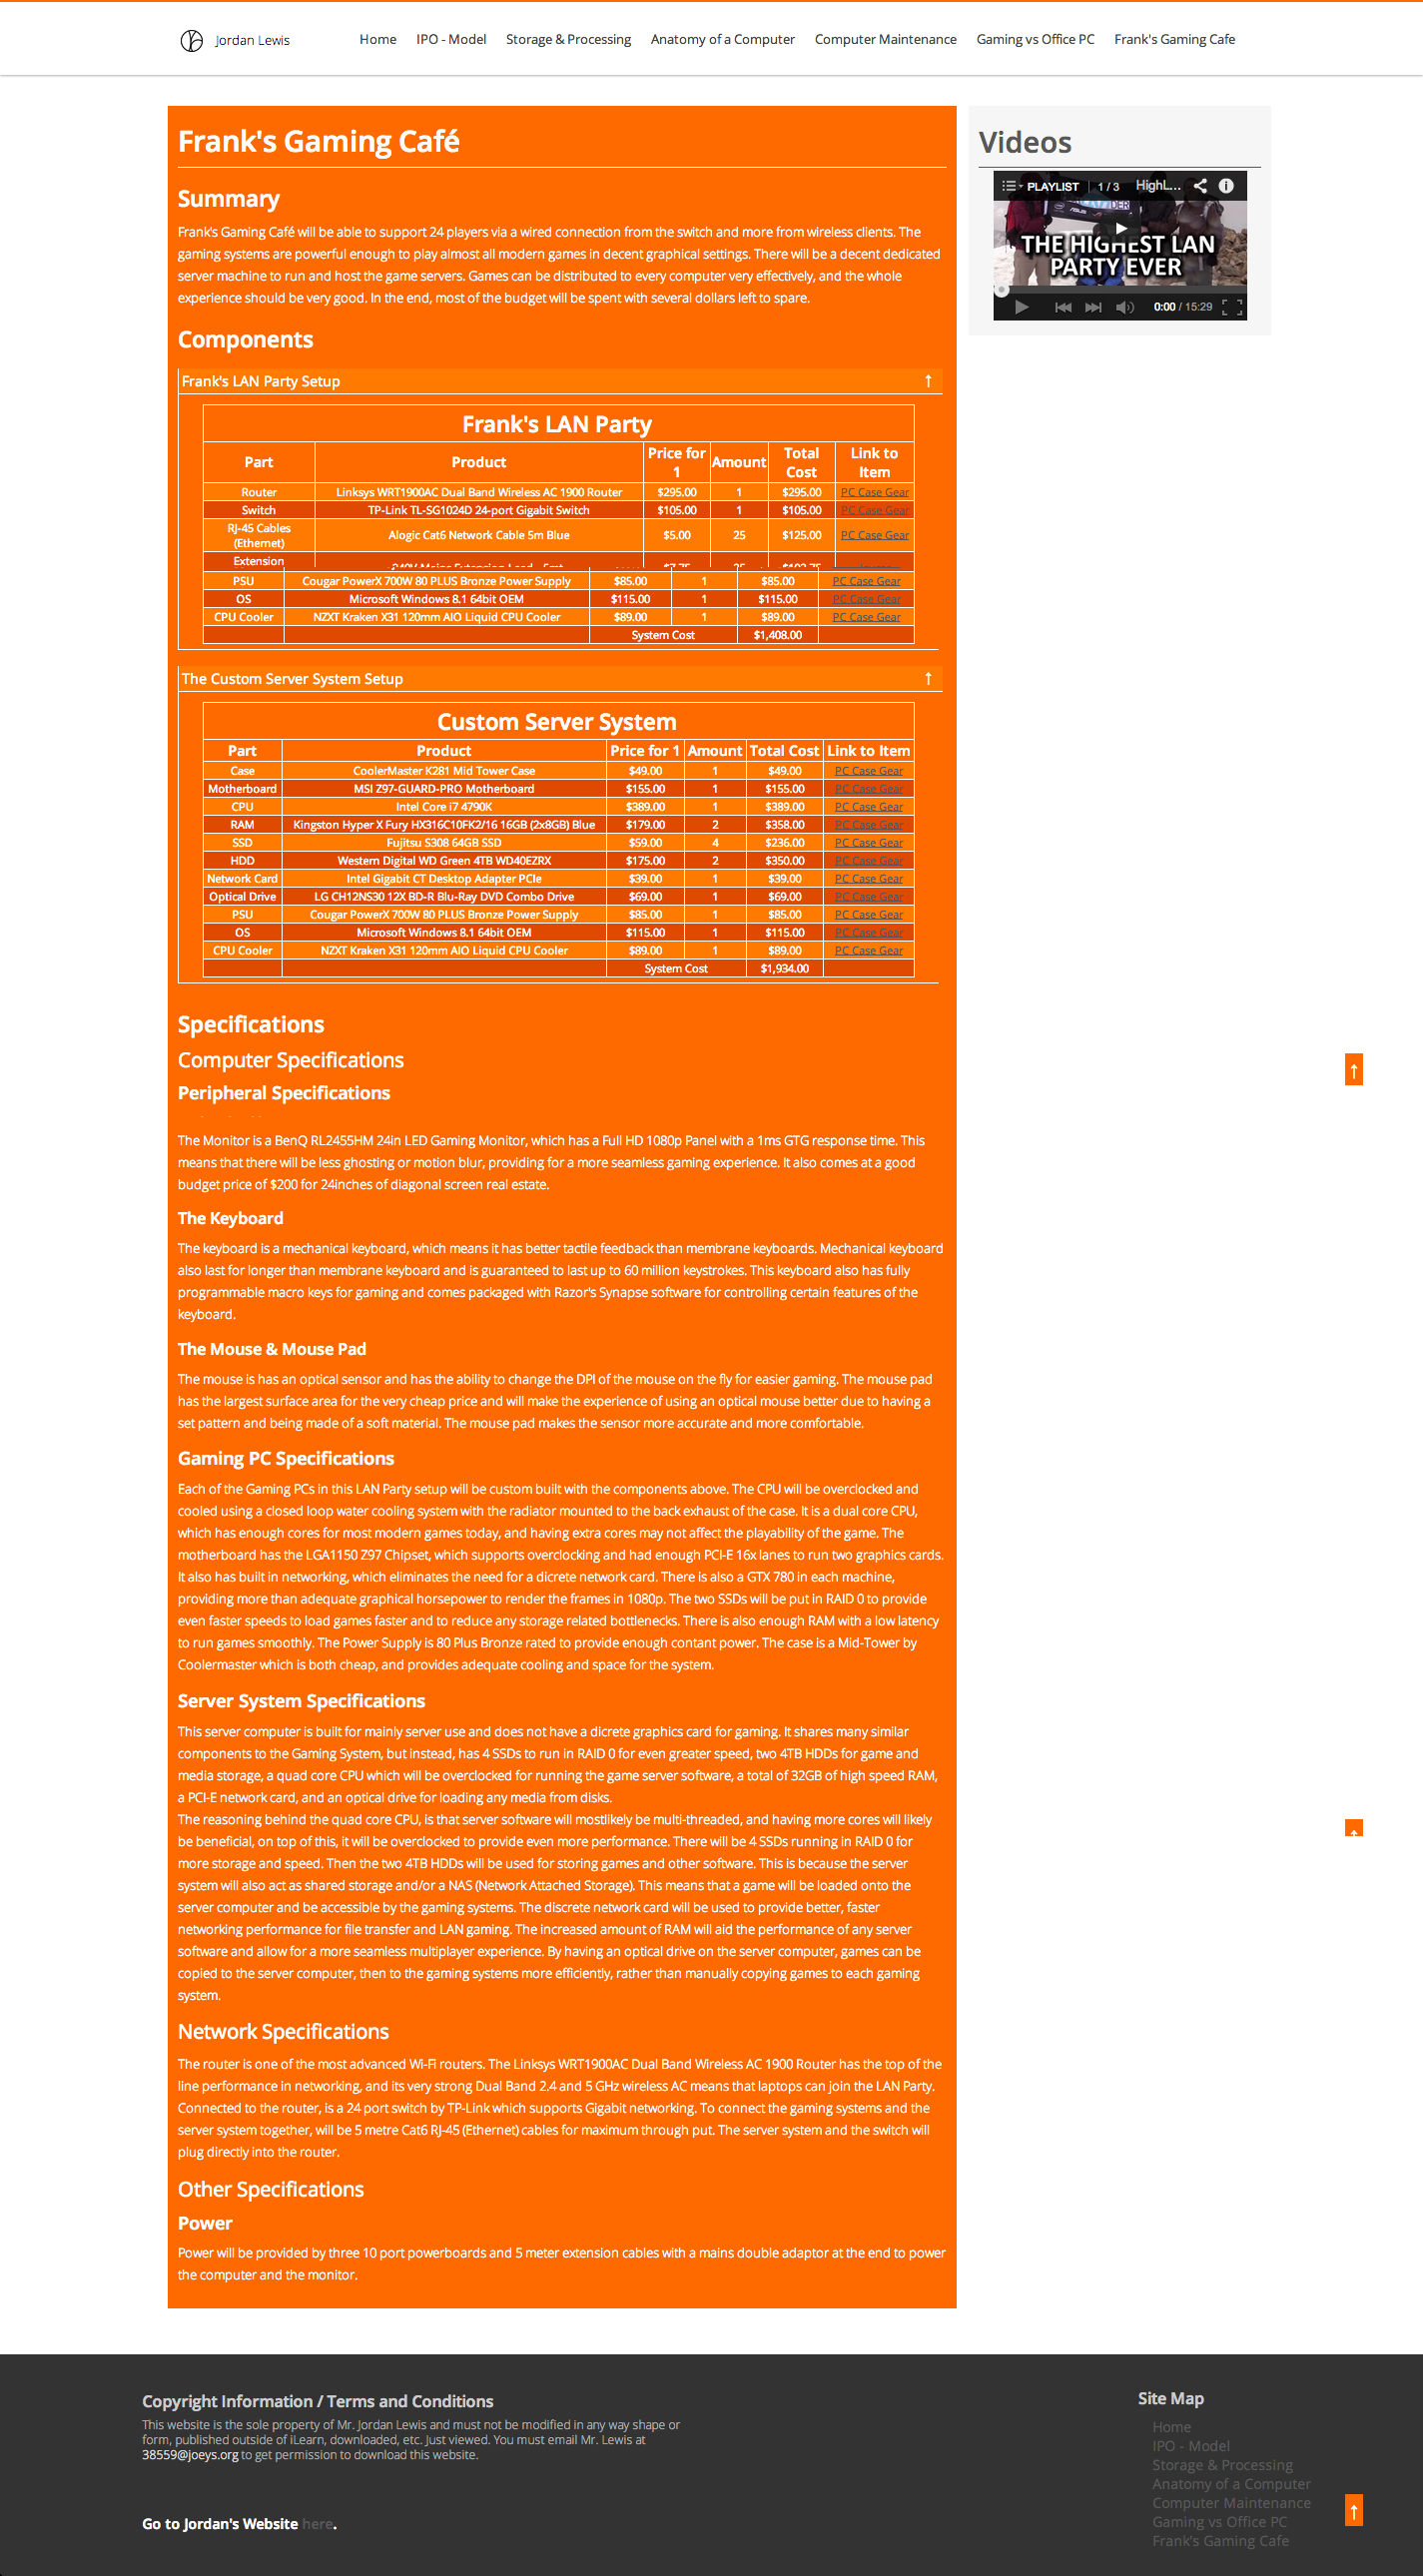 Jordan Lewis
Home IPO - Model Storage & Processing Anatomy of a Computer Computer Maintenance Gaming vs Office PC Frank's Gaming Cafe
Frank's Gaming Café
Summary
Frank's Gaming Café will be able to support 24 players via a wired connection from the switch and more from wireless clients. The
gaming systems are powerful enough to play almost all modern games in decent graphical settings. There will be a decent dedicated
server machine to run and host the game servers. Games can be distributed to every computer very effectively, and the whole
experience should be very good. In the end, most of the budget will be spent with several dollars left to spare.
Components
Frank's LAN Party Setup ↑
Frank's LAN Party
Part Product Price for 1 Amount Total Cost Link to Item
Router Linksys WRT1900AC Dual Band Wireless AC 1900 Router $295.00 1 $295.00 PC Case Gear
Switch TP-Link TL-SG1024D 24-port Gigabit Switch $105.00 1 $105.00 PC Case Gear
RJ-45 Cables (Ethernet) Alogic Cat6 Network Cable 5m Blue $5.00 25 $125.00 PC Case Gear
Extension
PSU Cougar PowerX 700W 80 PLUS Bronze Power Supply $85.00 1 $85.00 PC Case Gear
OS Microsoft Windows 8.1 64bit OEM $115.00 1 $115.00 PC Case Gear
CPU Cooler NZXT Kraken X31 120mm AIO Liquid CPU Cooler $89.00 1 $89.00 PC Case Gear
System Cost $1,408.00
The Custom Server System Setup ↑
Custom Server System
Part Product Price for 1 Amount Total Cost Link to Item
Case CoolerMaster K281 Mid Tower Case $49.00 1 $49.00 PC Case Gear
Motherboard MSI Z97-GUARD-PRO Motherboard $155.00 1 $155.00 PC Case Gear
CPU Intel Core i7 4790K $389.00 1 $389.00 PC Case Gear
RAM Kingston Hyper X Fury HX316C10FK2/16 16GB (2x8GB) Blue $179.00 2 $358.00 PC Case Gear
SSD Fujitsu S308 64GB SSD $59.00 4 $236.00 PC Case Gear
HDD Western Digital WD Green 4TB WD40EZRX $175.00 2 $350.00 PC Case Gear
Network Card Intel Gigabit CT Desktop Adapter PCIe $39.00 1 $39.00 PC Case Gear
Optical Drive LG CH12NS30 12X BD-R Blu-Ray DVD Combo Drive $69.00 1 $69.00 PC Case Gear
PSU Cougar PowerX 700W 80 PLUS Bronze Power Supply $85.00 1 $85.00 PC Case Gear
OS Microsoft Windows 8.1 64bit OEM $115.00 1 $115.00 PC Case Gear
CPU Cooler NZXT Kraken X31 120mm AIO Liquid CPU Cooler $89.00 1 $89.00 PC Case Gear
System Cost $1,934.00
Specifications
Computer Specifications
Peripheral Specifications
The Monitor is a BenQ RL2455HM 24in LED Gaming Monitor, which has a Full HD 1080p Panel with a 1ms GTG response time. This
means that there will be less ghosting or motion blur, providing for a more seamless gaming experience. It also comes at a good
budget price of $200 for 24inches of diagonal screen real estate.
The Keyboard
The keyboard is a mechanical keyboard, which means it has better tactile feedback than membrane keyboards. Mechanical keyboard
also last for longer than membrane keyboard and is guaranteed to last up to 60 million keystrokes. This keyboard also has fully
programmable macro keys for gaming and comes packaged with Razor's Synapse software for controlling certain features of the
keyboard.
The Mouse & Mouse Pad
The mouse is has an optical sensor and has the ability to change the DPI of the mouse on the fly for easier gaming. The mouse pad
has the largest surface area for the very cheap price and will make the experience of using an optical mouse better due to having a
set pattern and being made of a soft material. The mouse pad makes the sensor more accurate and more comfortable.
Gaming PC Specifications
Each of the Gaming PCs in this LAN Party setup will be custom built with the components above. The CPU will be overclocked and
cooled using a closed loop water cooling system with the radiator mounted to the back exhaust of the case. It is a dual core CPU,
which has enough cores for most modern games today, and having extra cores may not affect the playability of the game. The
motherboard has the LGA1150 Z97 Chipset, which supports overclocking and had enough PCI-E 16x lanes to run two graphics cards.
It also has built in networking, which eliminates the need for a dicrete network card. There is also a GTX 780 in each machine,
providing more than adequate graphical horsepower to render the frames in 1080p. The two SSDs will be put in RAID 0 to provide
even faster speeds to load games faster and to reduce any storage related bottlenecks. There is also enough RAM with a low latency
to run games smoothly. The Power Supply is 80 Plus Bronze rated to provide enough contant power. The case is a Mid-Tower by
Coolermaster which is both cheap, and provides adequate cooling and space for the system.
Server System Specifications
This server computer is built for mainly server use and does not have a dicrete graphics card for gaming. It shares many similar
components to the Gaming System, but instead, has 4 SSDs to run in RAID 0 for even greater speed, two 4TB HDDs for game and
media storage, a quad core CPU which will be overclocked for running the game server software, a total of 32GB of high speed RAM,
a PCI-E network card, and an optical drive for loading any media from disks.
The reasoning behind the quad core CPU, is that server software will mostlikely be multi-threaded, and having more cores will likely
be beneficial, on top of this, it will be overclocked to provide even more performance. There will be 4 SSDs running in RAID 0 for
more storage and speed. Then the two 4TB HDDs will be used for storing games and other software. This is because the server
system will also act as shared storage and/or a NAS (Network Attached Storage). This means that a game will be loaded onto the
server computer and be accessible by the gaming systems. The discrete network card will be used to provide better, faster
networking performance for file transfer and LAN gaming. The increased amount of RAM will aid the performance of any server
software and allow for a more seamless multiplayer experience. By having an optical drive on the server computer, games can be
copied to the server computer, then to the gaming systems more efficiently, rather than manually copying games to each gaming
system.
Network Specifications
The router is one of the most advanced Wi-Fi routers. The Linksys WRT1900AC Dual Band Wireless AC 1900 Router has the top of the
line performance in networking, and its very strong Dual Band 2.4 and 5 GHz wireless AC means that laptops can join the LAN Party.
Connected to the router, is a 24 port switch by TP-Link which supports Gigabit networking. To connect the gaming systems and the
server system together, will be 5 metre Cat6 RJ-45 (Ethernet) cables for maximum through put. The server system and the switch will
plug directly into the router.
Other Specifications
Power
Power will be provided by three 10 port powerboards and 5 meter extension cables with a mains double adaptor at the end to power
the computer and the monitor.
Videos
PLAYLIST 1 / 3 HighL...
THE HIGHEST LAN
PARTY EVER
0:00 / 15:29
↑
Copyright Information / Terms and Conditions
This website is the sole property of Mr. Jordan Lewis and must not be modified in any way shape or
form, published outside of iLearn, downloaded, etc. Just viewed. You must email Mr. Lewis at
38559@joeys.org to get permission to download this website.
Go to Jordan's Website here.
Site Map
Home
IPO - Model
Storage & Processing
Anatomy of a Computer
Computer Maintenance
Gaming vs Office PC
Frank's Gaming Cafe
↑